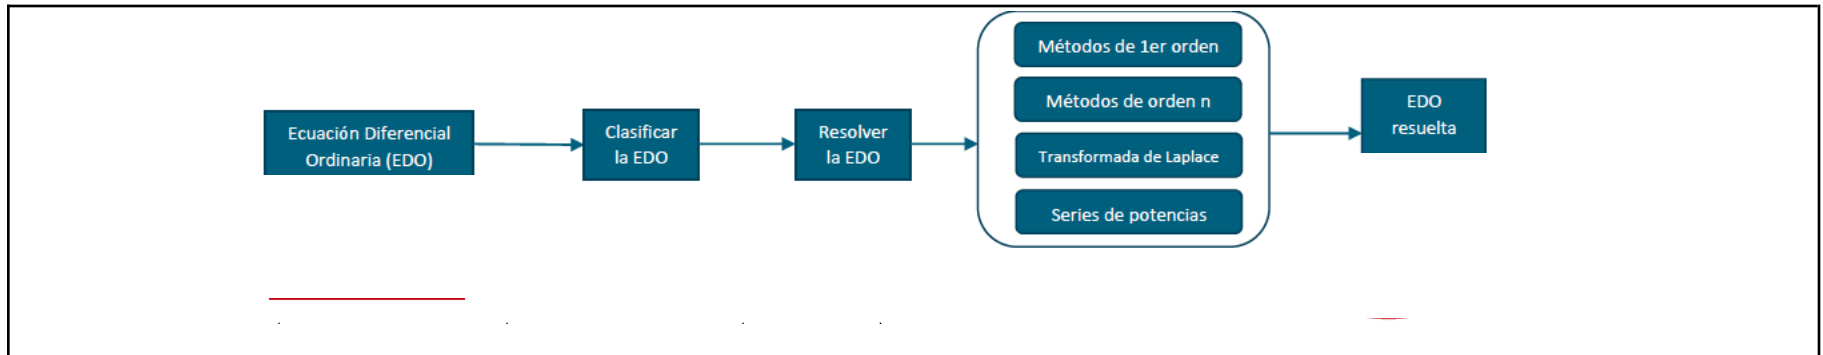 Ecuación Diferencial
Ordinaria (EDO)
Clasificar
la EDO
Resolver
la EDO
Métodos de 1er orden
Métodos de orden n
Transformada de Laplace
Series de potencias
EDO
resuelta